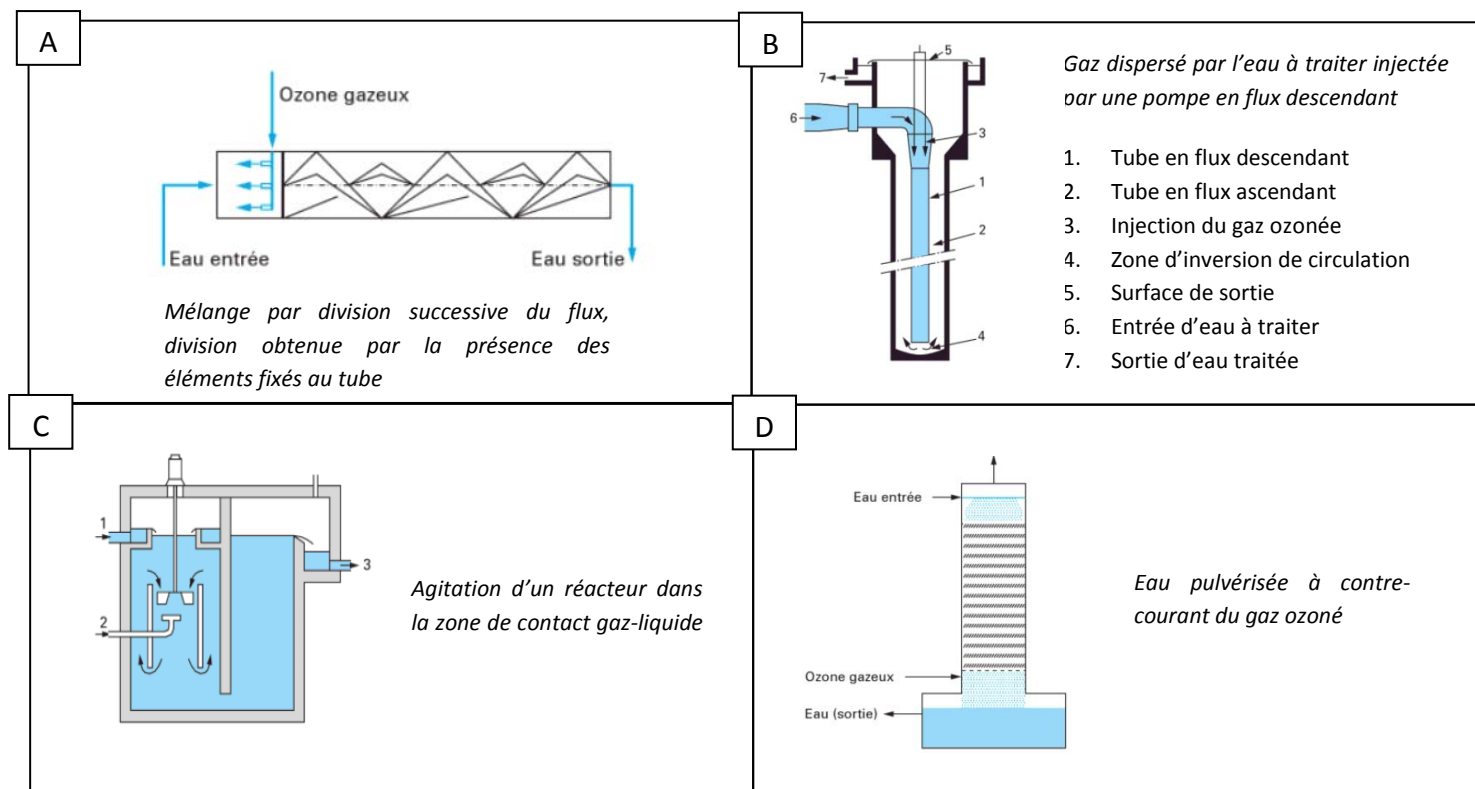 A
Ozone gazeux
Eau entrée
Eau sortie
Mélange par division successive du flux,
division obtenue par la présence des
éléments fixés au tube
B
5
7
6
3
1
2
4
Gaz dispersé par l'eau à traiter injectée
par une pompe en flux descendant
1. Tube en flux descendant
2. Tube en flux ascendant
3. Injection du gaz ozonée
4. Zone d'inversion de circulation
5. Surface de sortie
6. Entrée d'eau à traiter
7. Sortie d'eau traitée
C
1
3
2
Agitation d'un réacteur dans
la zone de contact gaz-liquide
D
Eau entrée
Ozone gazeux
Eau (sortie)
Eau pulvérisée à contre-
courant du gaz ozoné